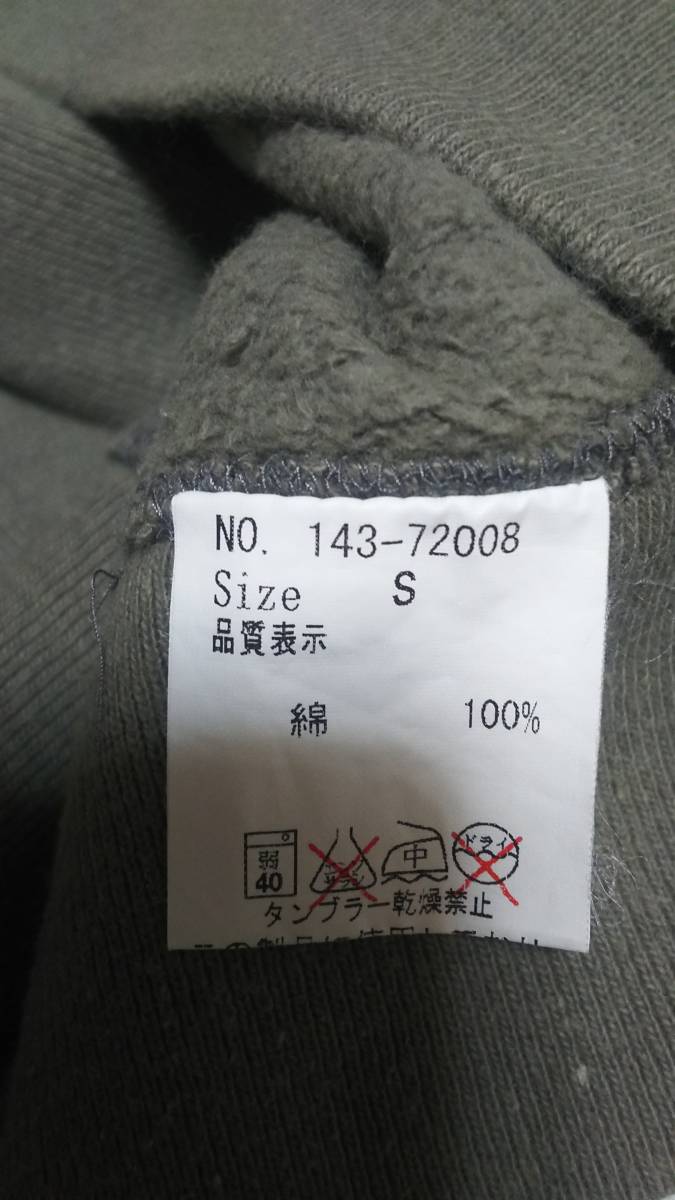 NO. 143-72008
Size S
品質表示
綿 100%
弱 中 ドライ
40
タンブラー乾燥禁止